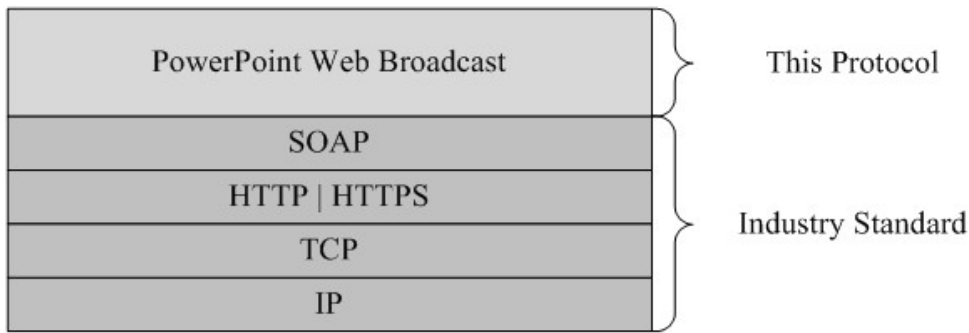 PowerPoint Web Broadcast
This Protocol
SOAP
HTTP | HTTPS
TCP
IP
Industry Standard